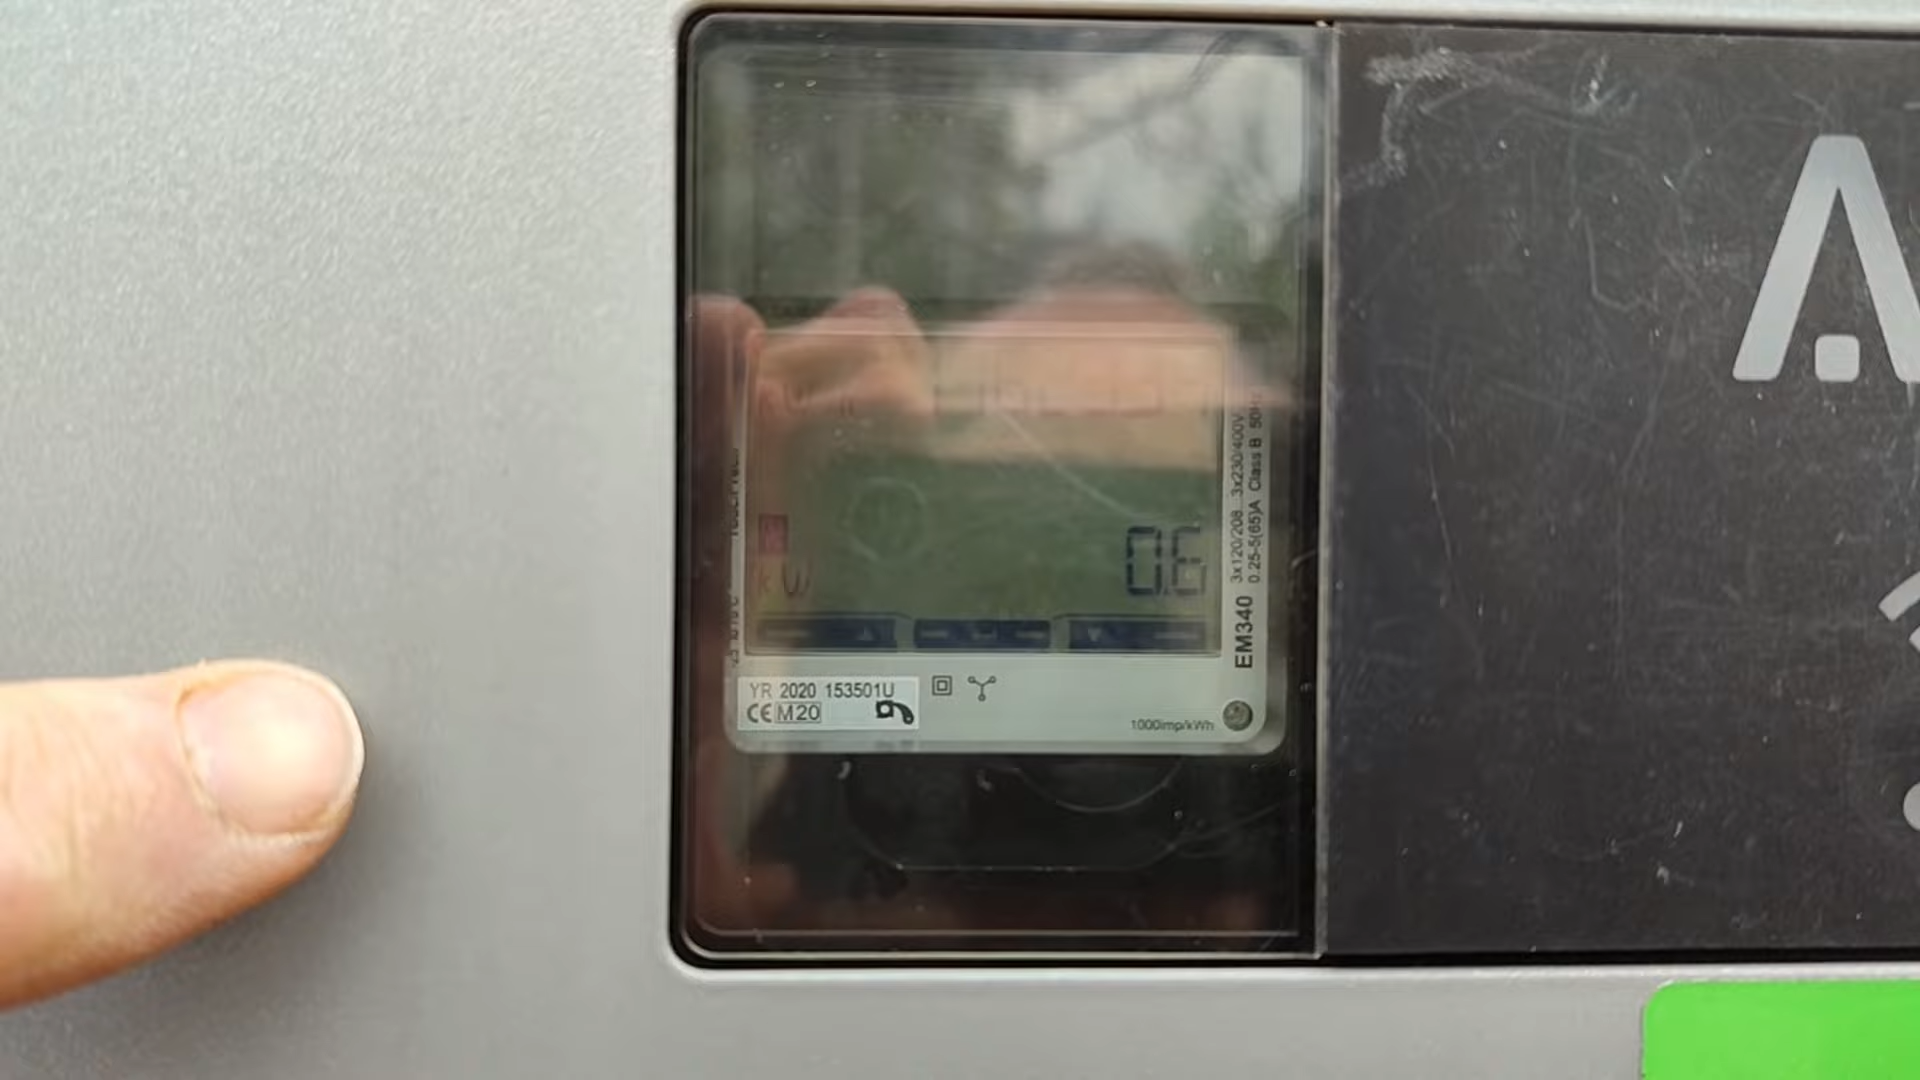 0.6
kW
3x120/208...3x230/400V
0.25-5(65)A Class B 50Hz
EM340
YR 2020 153501U
CE M20
1000imp/kWh